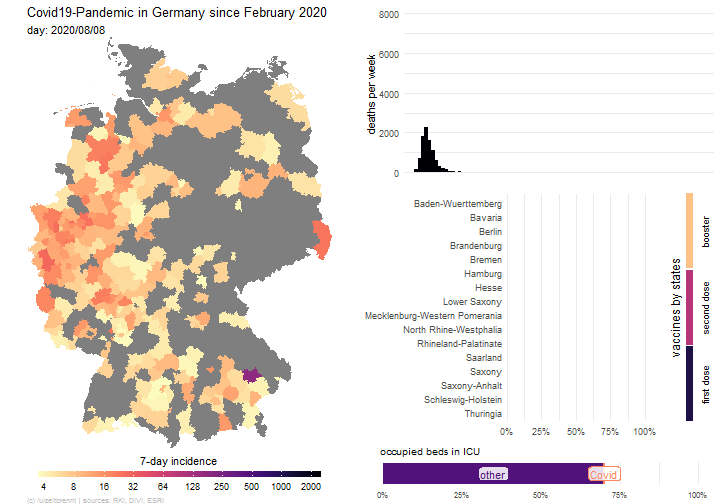 Covid19-Pandemic in Germany since February 2020
day: 2020/08/08
8000
6000
4000
2000
0
deaths per week
Baden-Wuerttemberg
Bavaria
Berlin
Brandenburg
Bremen
Hamburg
Hesse
Lower Saxony
Mecklenburg-Western Pomerania
North Rhine-Westphalia
Rhineland-Palatinate
Saarland
Saxony
Saxony-Anhalt
Schleswig-Holstein
Thuringia
0% 25% 50% 75% 100%
vaccines by states
booster
second dose
first dose
7-day incidence
4 8 16 32 64 125 250 500 1000 2000
occupied beds in ICU
other Covid
0% 25% 50% 75% 100%
(c) /u/zeitbrennt | sources: RKI, DIVI, ESRI